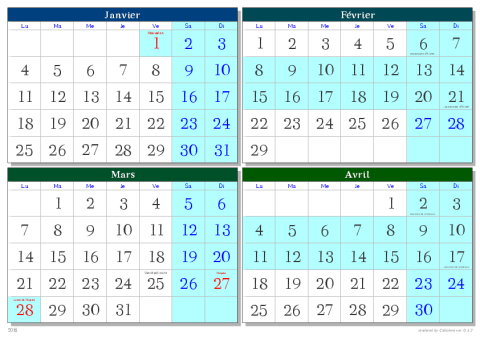 Janvier
Lu Ma Me Je Ve Sa Di
1 2 3
4 5 6 7 8 9 10
11 12 13 14 15 16 17
18 19 20 21 22 23 24
25 26 27 28 29 30 31
Février
Lu Ma Me Je Ve Sa Di
1 2 3 4 5 6 7
8 9 10 11 12 13 14
15 16 17 18 19 20 21
22 23 24 25 26 27 28
29
Mars
Lu Ma Me Je Ve Sa Di
1 2 3 4 5 6
7 8 9 10 11 12 13
14 15 16 17 18 19 20
21 22 23 24 25 26 27
28 29 30 31
Avril
Lu Ma Me Je Ve Sa Di
1 2 3
4 5 6 7 8 9 10
11 12 13 14 15 16 17
18 19 20 21 22 23 24
25 26 27 28 29 30
2016